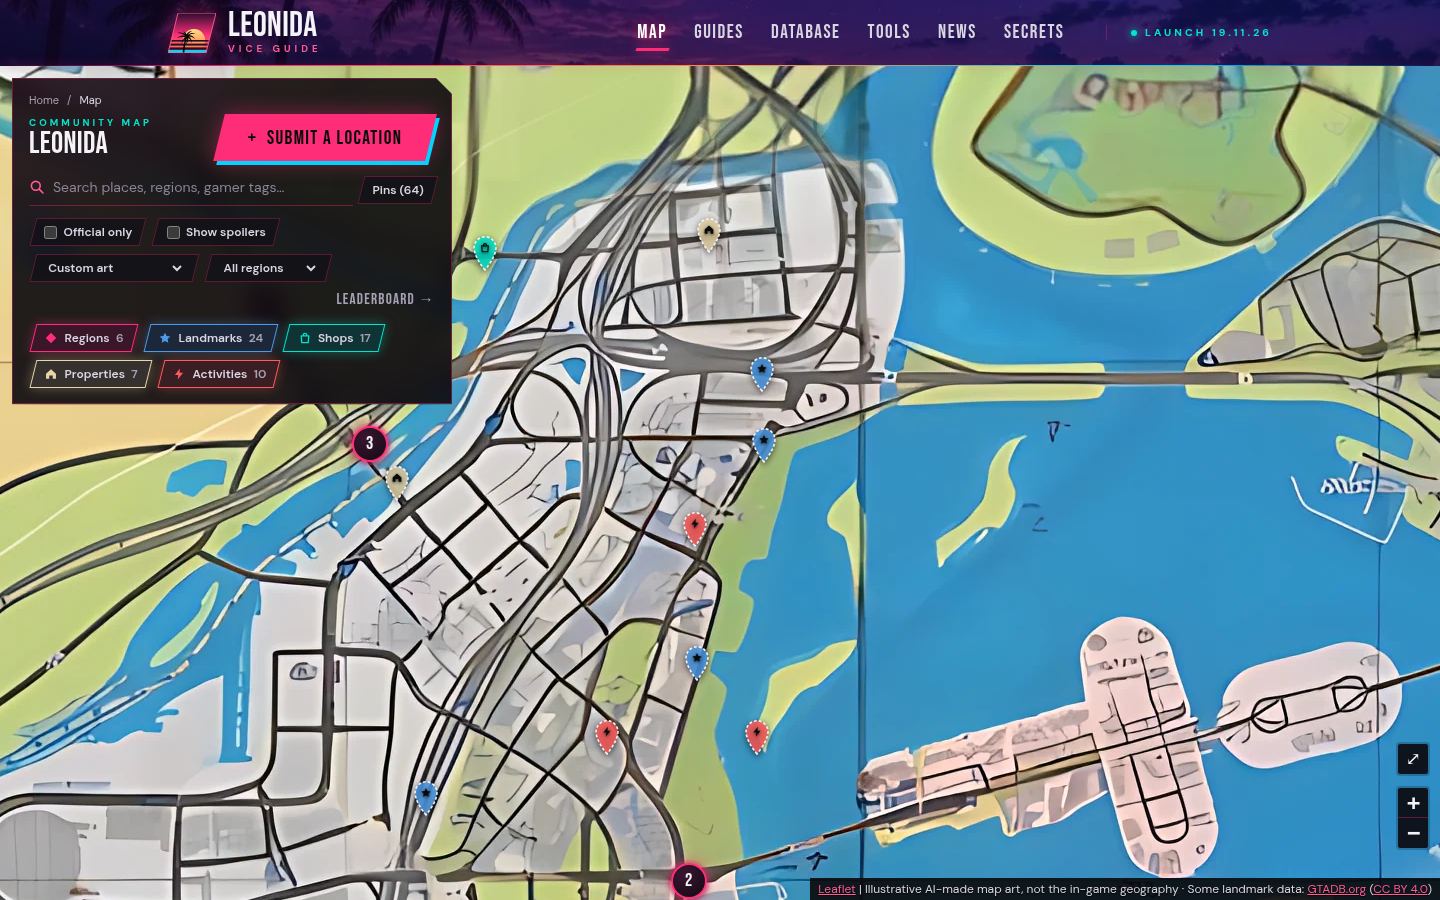 LEONIDA
VICE GUIDE
MAP
GUIDES
DATABASE
TOOLS
NEWS
SECRETS
LAUNCH 19.11.26
Home / Map
COMMUNITY MAP
LEONIDA
+ SUBMIT A LOCATION
Search places, regions, gamer tags...
Pins (64)
Official only
Show spoilers
Custom art
All regions
LEADERBOARD →
Regions 6
Landmarks 24
Shops 17
Properties 7
Activities 10
3
2
+
−
Leaflet | Illustrative AI-made map art, not the in-game geography · Some landmark data: GTADB.org (CC BY 4.0)